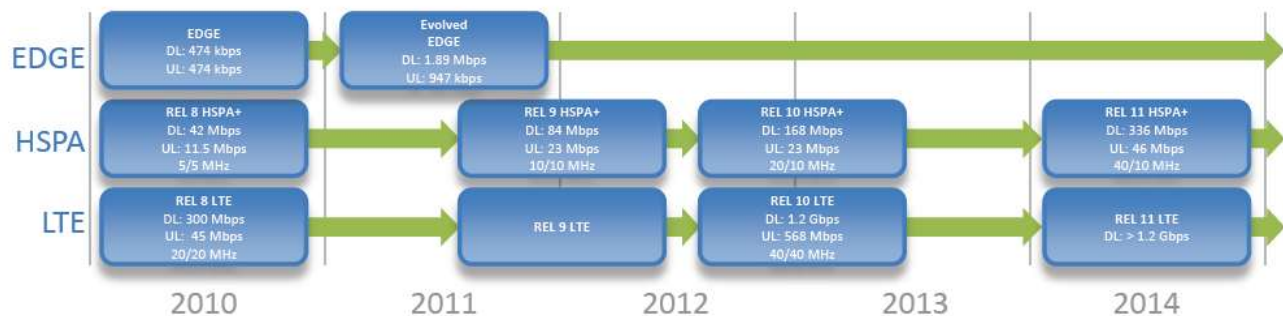 EDGE
EDGE
DL: 474 kbps
UL: 474 kbps
Evolved
EDGE
DL: 1.89 Mbps
UL: 947 kbps
HSPA
REL 8 HSPA+
DL: 42 Mbps
UL: 11.5 Mbps
5/5 MHz
REL 9 HSPA+
DL: 84 Mbps
UL: 23 Mbps
10/10 MHz
REL 10 HSPA+
DL: 168 Mbps
UL: 23 Mbps
20/10 MHz
REL 11 HSPA+
DL: 336 Mbps
UL: 46 Mbps
40/10 MHz
LTE
REL 8 LTE
DL: 300 Mbps
UL: 45 Mbps
20/20 MHz
REL 9 LTE
REL 10 LTE
DL: 1.2 Gbps
UL: 568 Mbps
40/40 MHz
REL 11 LTE
DL: > 1.2 Gbps
2010
2011
2012
2013
2014